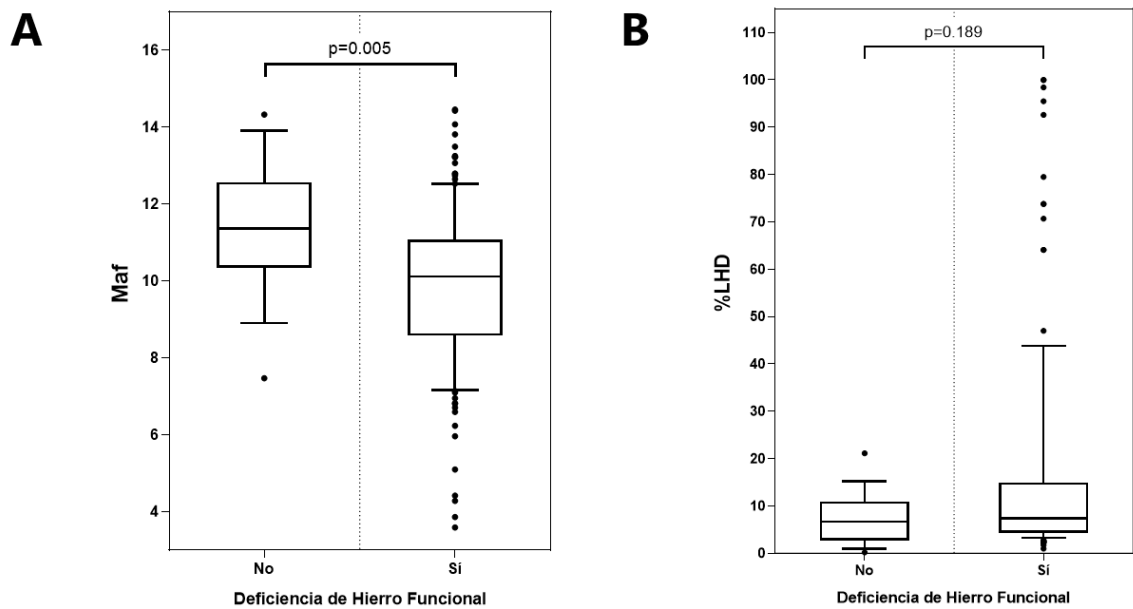 A
p=0.005
16
14
12
10
8
6
4
Maf
No
Si
Deficiencia de Hierro Funcional
B
p=0.189
110
100
90
80
70
60
50
40
30
20
10
0
%LHD
No
Sí
Deficiencia de Hierro Funcional